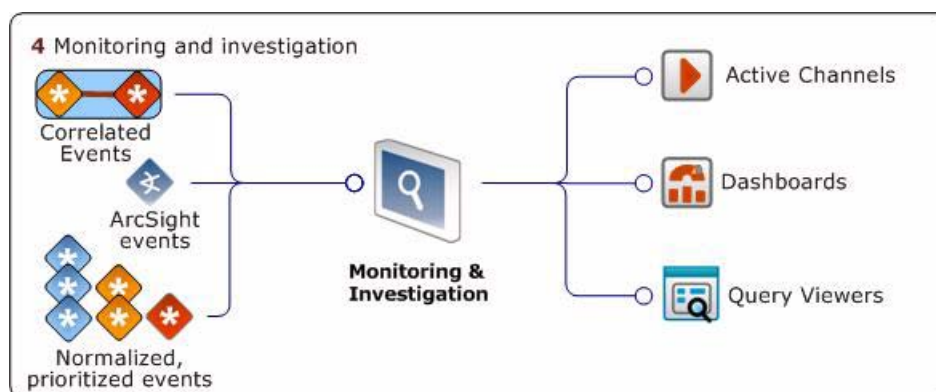 4 Monitoring and investigation
Correlated
Events
ArcSight
events
Normalized,
prioritized events
Monitoring &
Investigation
Active Channels
Dashboards
Query Viewers